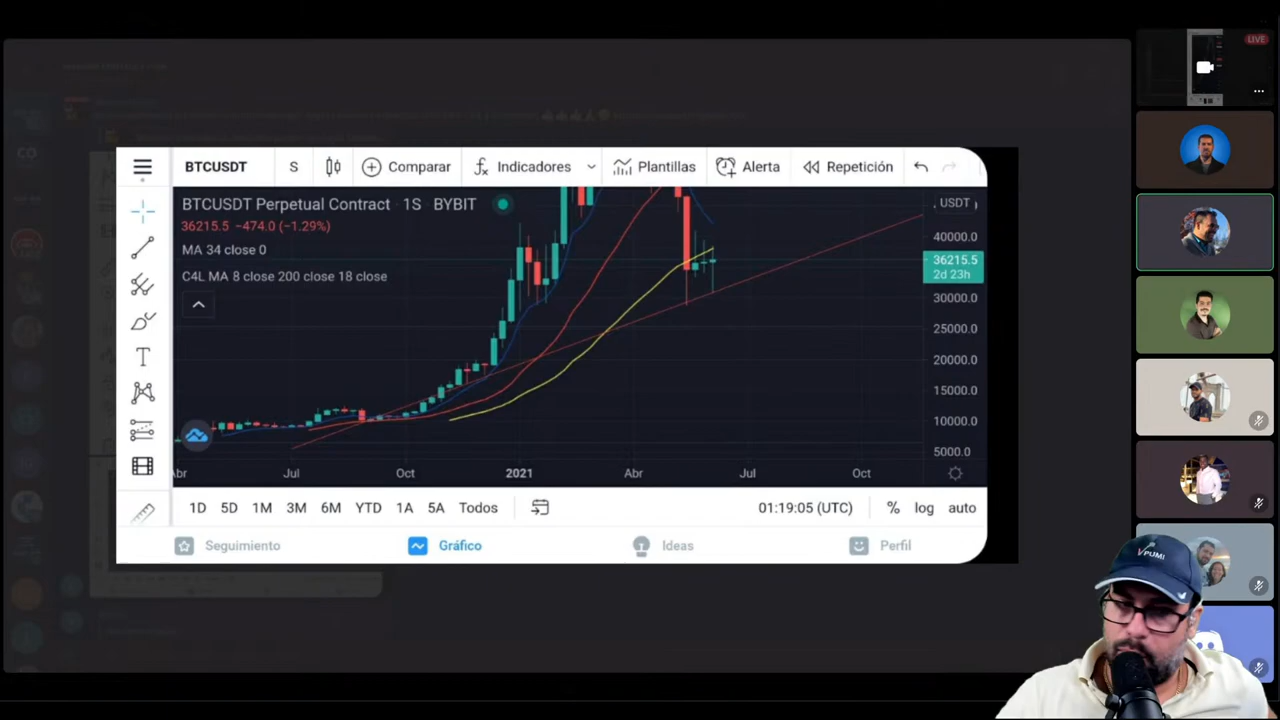 LIVE
BTCUSDT S Comparar Indicadores Plantillas Alerta Repetición
BTCUSDT Perpetual Contract · 1S · BYBIT
36215.5 −474.0 (−1.29%)
MA 34 close 0
C4L MA 8 close 200 close 18 close
USDT
40000.0
36215.5
2d 23h
30000.0
25000.0
20000.0
15000.0
10000.0
5000.0
Abr Jul Oct 2021 Abr Jul Oct
1D 5D 1M 3M 6M YTD 1A 5A Todos 01:19:05 (UTC) % log auto
Seguimiento Gráfico Ideas Perfil
VPUMI